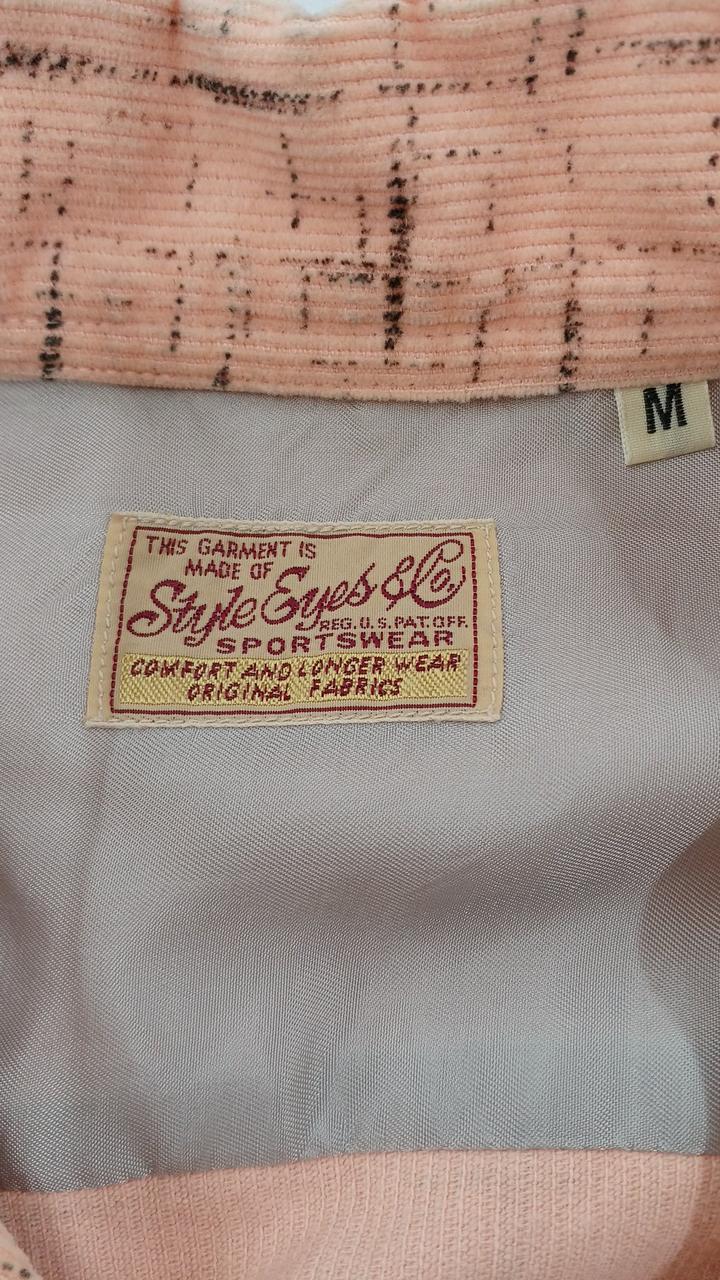 M
THIS GARMENT IS
MADE OF
Style Eyes & Co.
REG. U.S. PAT. OFF.
SPORTSWEAR
COMFORT AND LONGER WEAR
ORIGINAL FABRICS